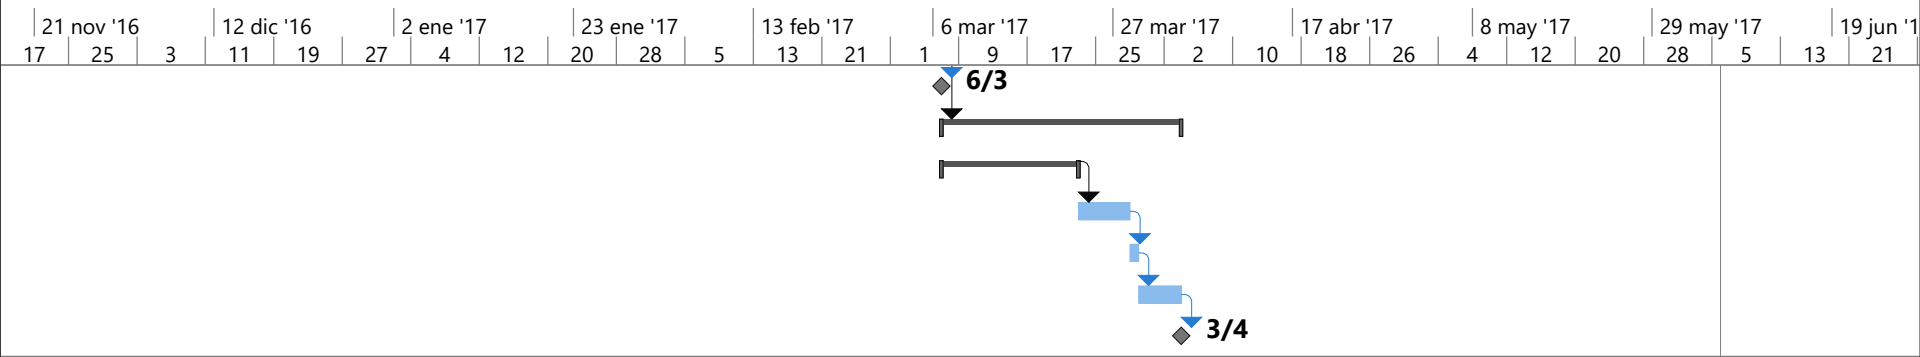 21 nov '16 12 dic '16 2 ene '17 23 ene '17 13 feb '17 6 mar '17 27 mar '17 17 abr '17 8 may '17 29 may '17 19 jun '1
17 25 3 11 19 27 4 12 20 28 5 13 21 1 9 17 25 2 10 18 26 4 12 20 28 5 13 21
6/3
3/4